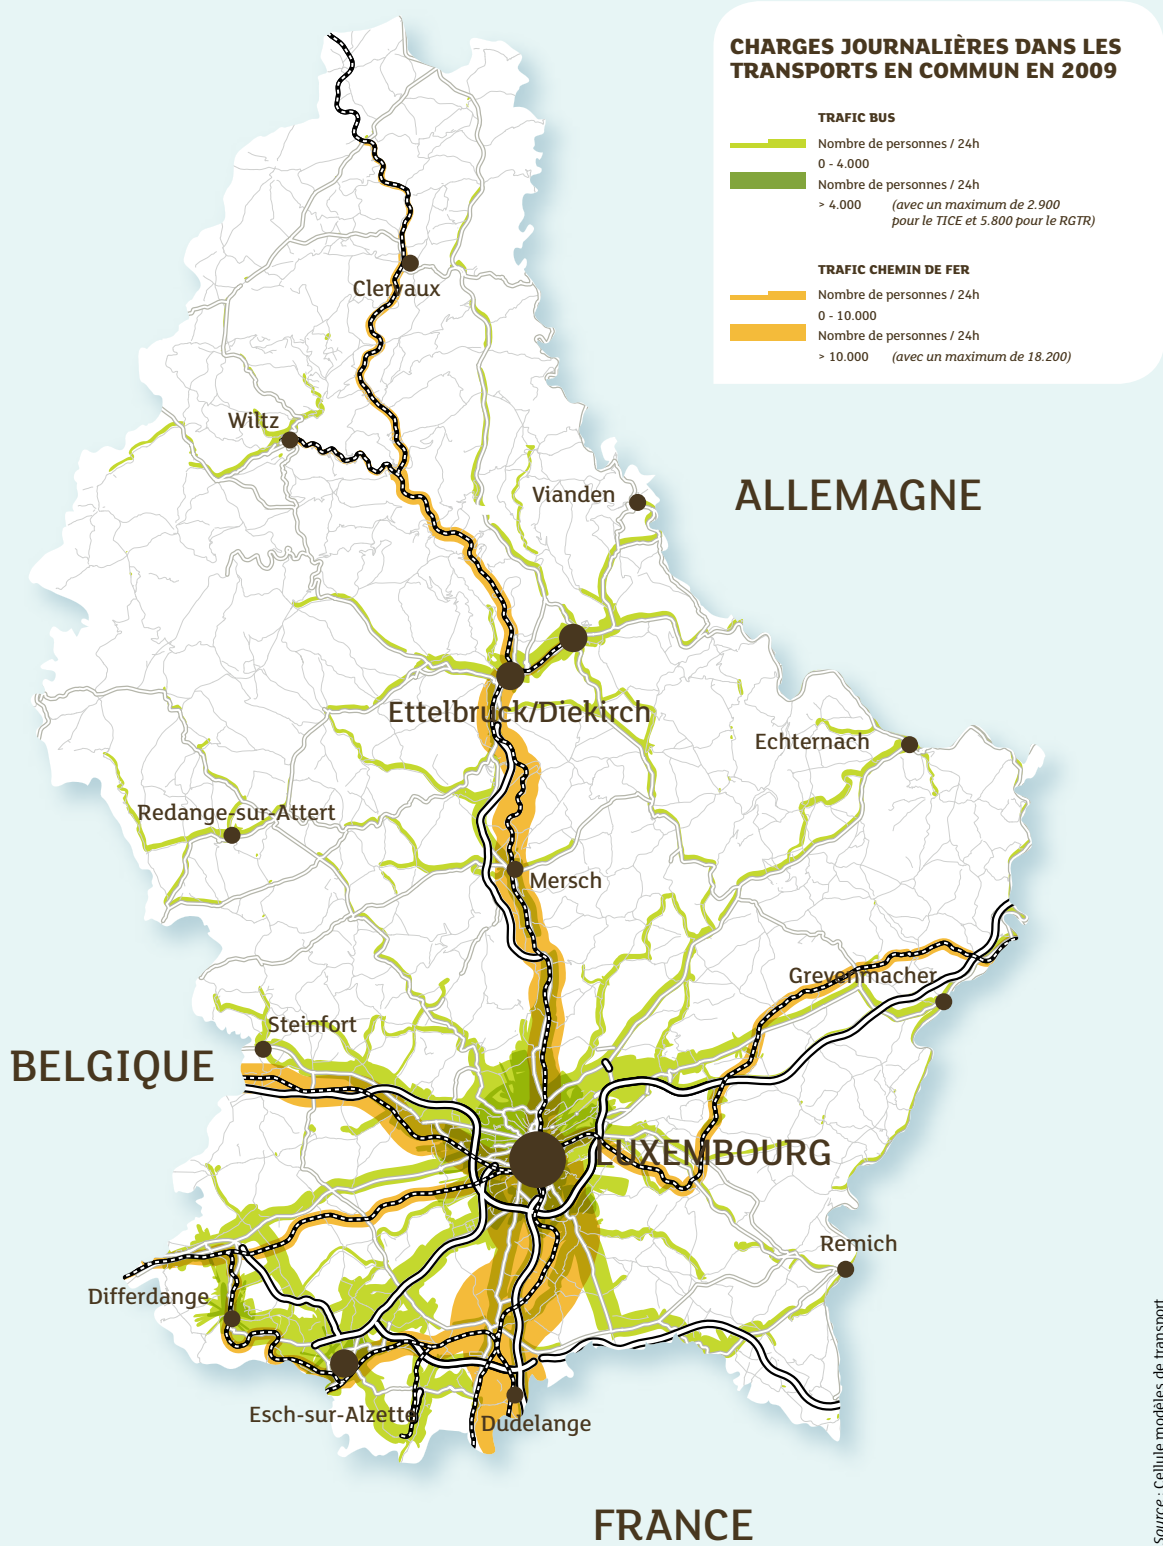 CHARGES JOURNALIÈRES DANS LES
TRANSPORTS EN COMMUN EN 2009
TRAFIC BUS
Nombre de personnes / 24h
0 - 4.000
Nombre de personnes / 24h
> 4.000 (avec un maximum de 2.900
pour le TICE et 5.800 pour le RGTR)
TRAFIC CHEMIN DE FER
Nombre de personnes / 24h
0 - 10.000
Nombre de personnes / 24h
> 10.000 (avec un maximum de 18.200)
Clervaux
Wiltz
Vianden
ALLEMAGNE
Ettelbruck/Diekirch
Echternach
Redange-sur-Attert
Mersch
Grevenmacher
Steinfort
BELGIQUE
LUXEMBOURG
Remich
Differdange
Esch-sur-Alzette
Dudelange
FRANCE
Source : Cellule modèles de transport